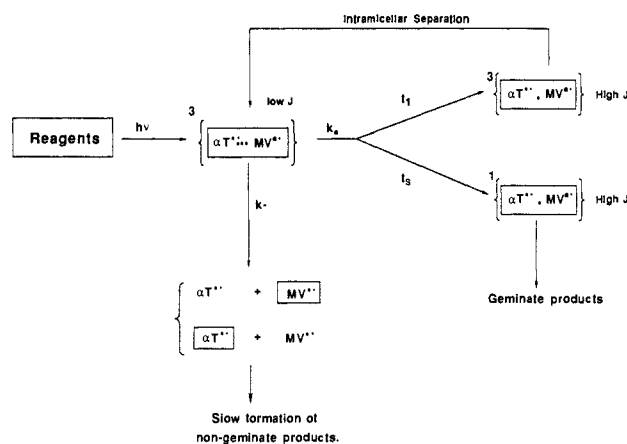 Intramicellar Separation
3
low J
3
{ αT•+ , MV•+ } High J
t1
Reagents
hν
{ αT•+ ••• MV•+ }
ka
ts
1
{ αT•+ , MV•+ } High J
k-
Geminate products
αT•+ + MV•+
αT•+ + MV•+
Slow formation of
non-geminate products.